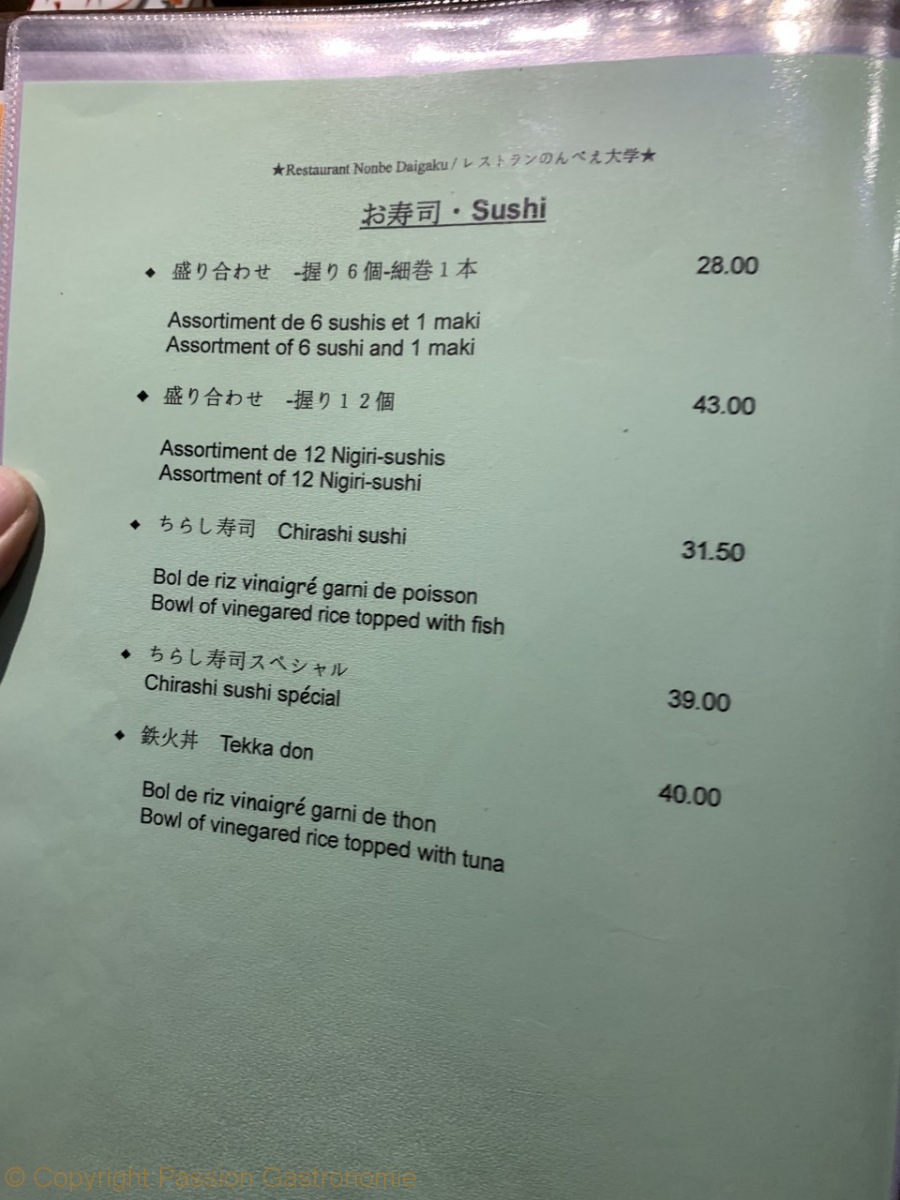 ★Restaurant Nonbe Daigaku / レストランのんべえ大学★
お寿司・Sushi
◆ 盛り合わせ　-握り６個-細巻１本 28.00
Assortiment de 6 sushis et 1 maki
Assortment of 6 sushi and 1 maki
◆ 盛り合わせ　-握り１２個 43.00
Assortiment de 12 Nigiri-sushis
Assortment of 12 Nigiri-sushi
◆ ちらし寿司　Chirashi sushi 31.50
Bol de riz vinaigré garni de poisson
Bowl of vinegared rice topped with fish
◆ ちらし寿司スペシャル
Chirashi sushi spécial 39.00
◆ 鉄火丼　Tekka don 40.00
Bol de riz vinaigré garni de thon
Bowl of vinegared rice topped with tuna
© Copyright Passion Gastronomie